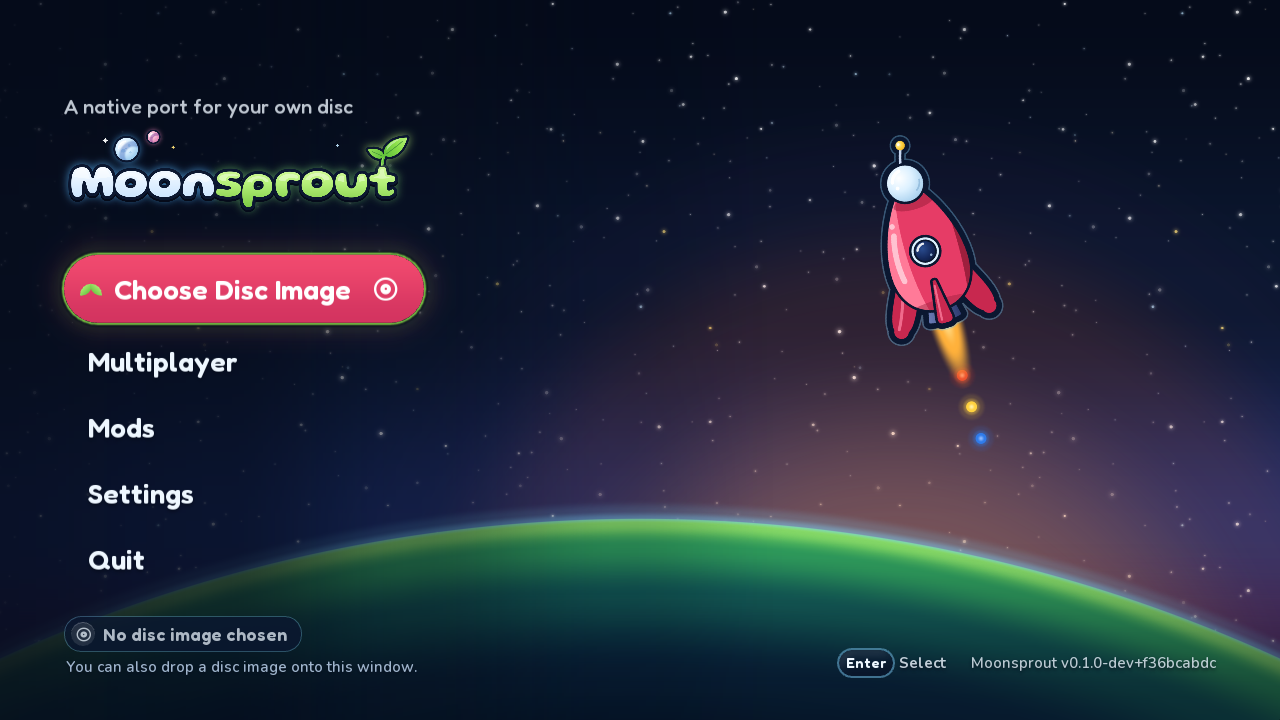 A native port for your own disc
Moonsprout
Choose Disc Image
Multiplayer
Mods
Settings
Quit
No disc image chosen
You can also drop a disc image onto this window.
Enter Select Moonsprout v0.1.0-dev+f36bcabdc